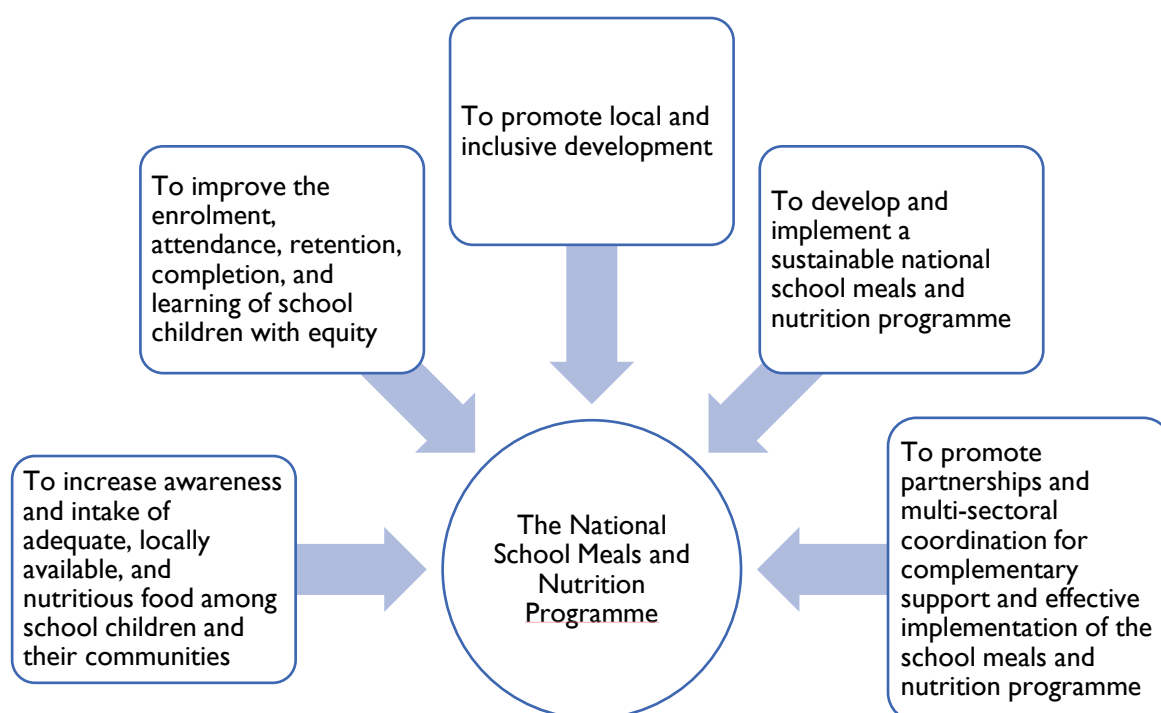 To promote local and
inclusive development
To improve the
enrolment,
attendance, retention,
completion, and
learning of school
children with equity
To develop and
implement a
sustainable national
school meals and
nutrition programme
To increase awareness
and intake of
adequate, locally
available, and
nutritious food among
school children and
their communities
The National
School Meals and
Nutrition
Programme
To promote
partnerships and
multi-sectoral
coordination for
complementary
support and effective
implementation of the
school meals and
nutrition programme